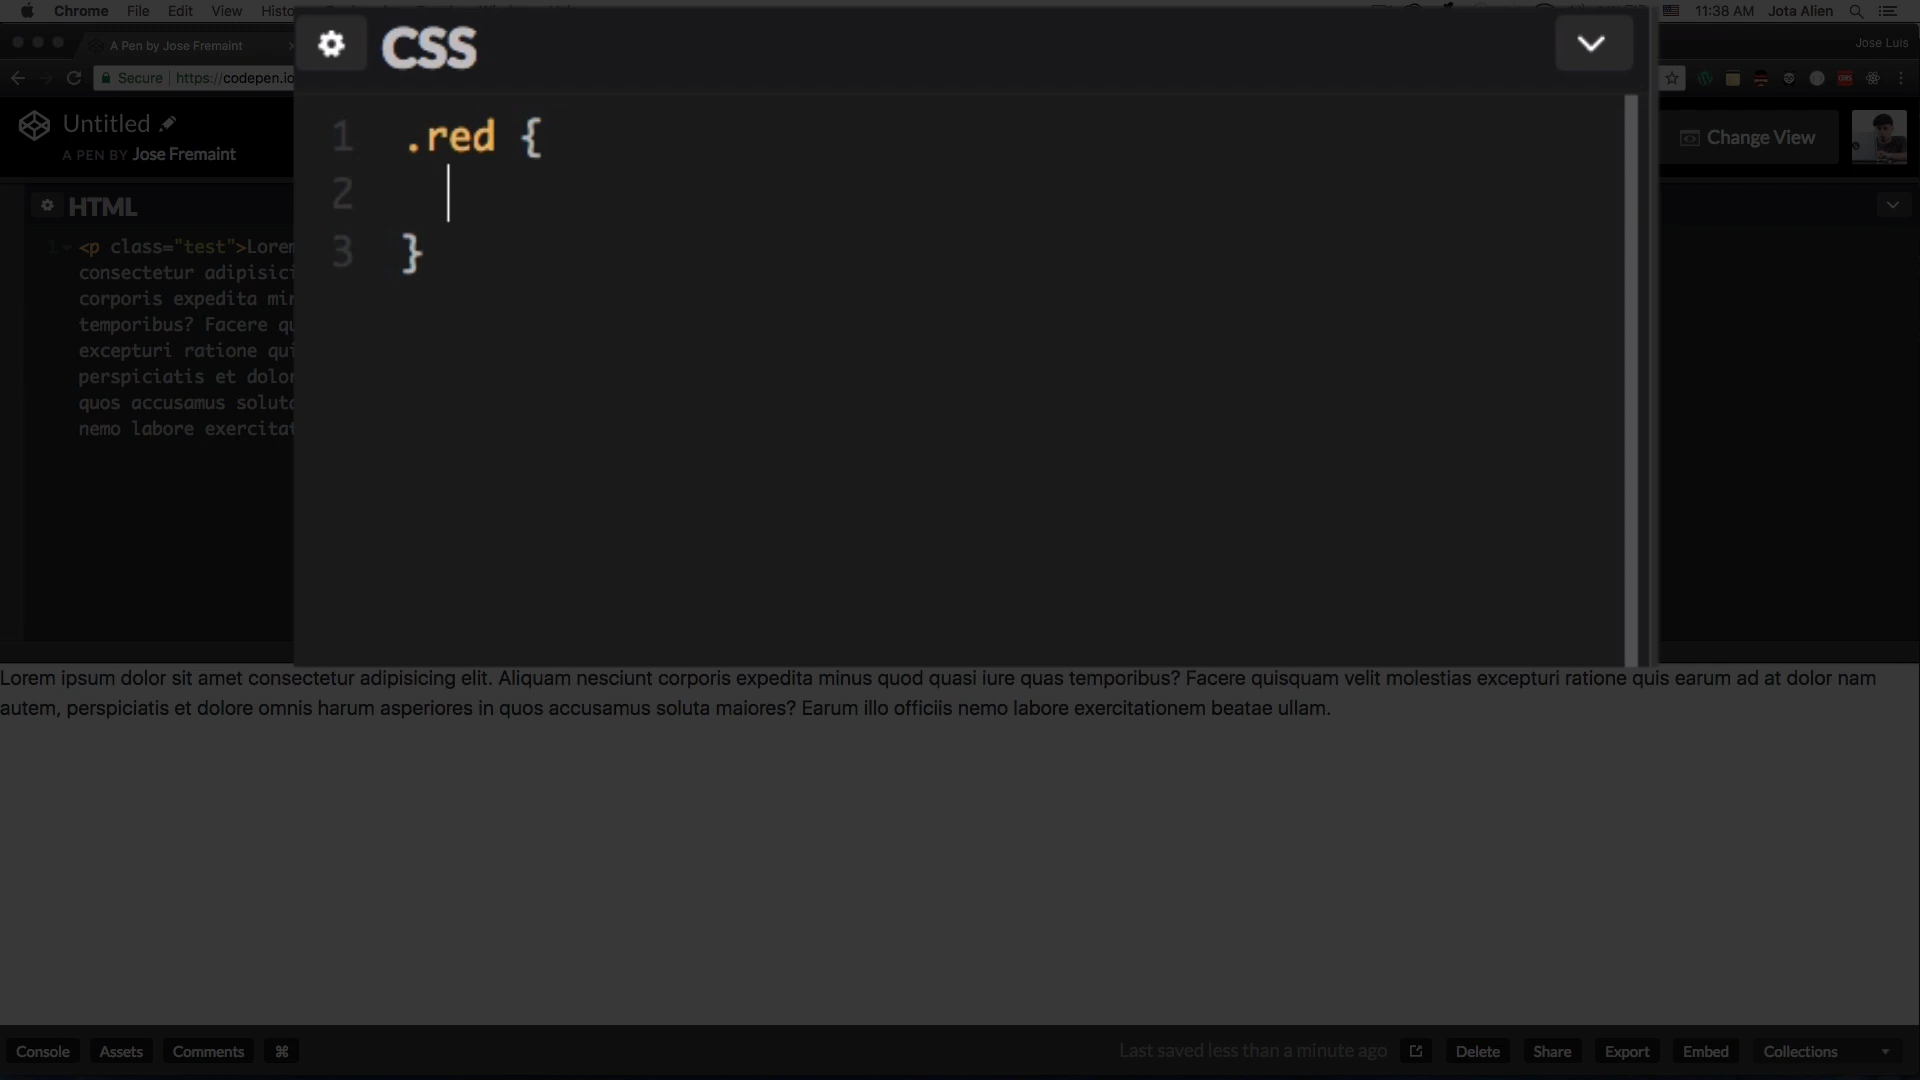 Chrome File Edit View Histo
11:38 AM Jota Alien
A Pen by Jose Fremaint
Jose Luis
Secure https://codepen.io
Untitled
A PEN BY Jose Fremaint
Change View
HTML
1 <p class="test">Lorem
consectetur adipisici
corporis expedita min
temporibus? Facere qu
excepturi ratione qui
perspiciatis et dolor
quos accusamus soluta
nemo labore exercitat
CSS
1 .red {
2
3 }
Lorem ipsum dolor sit amet consectetur adipisicing elit. Aliquam nesciunt corporis expedita minus quod quasi iure quas temporibus? Facere quisquam velit molestias excepturi ratione quis earum ad at dolor nam
autem, perspiciatis et dolore omnis harum asperiores in quos accusamus soluta maiores? Earum illo officiis nemo labore exercitationem beatae ullam.
Console Assets Comments ⌘ Last saved less than a minute ago Delete Share Export Embed Collections